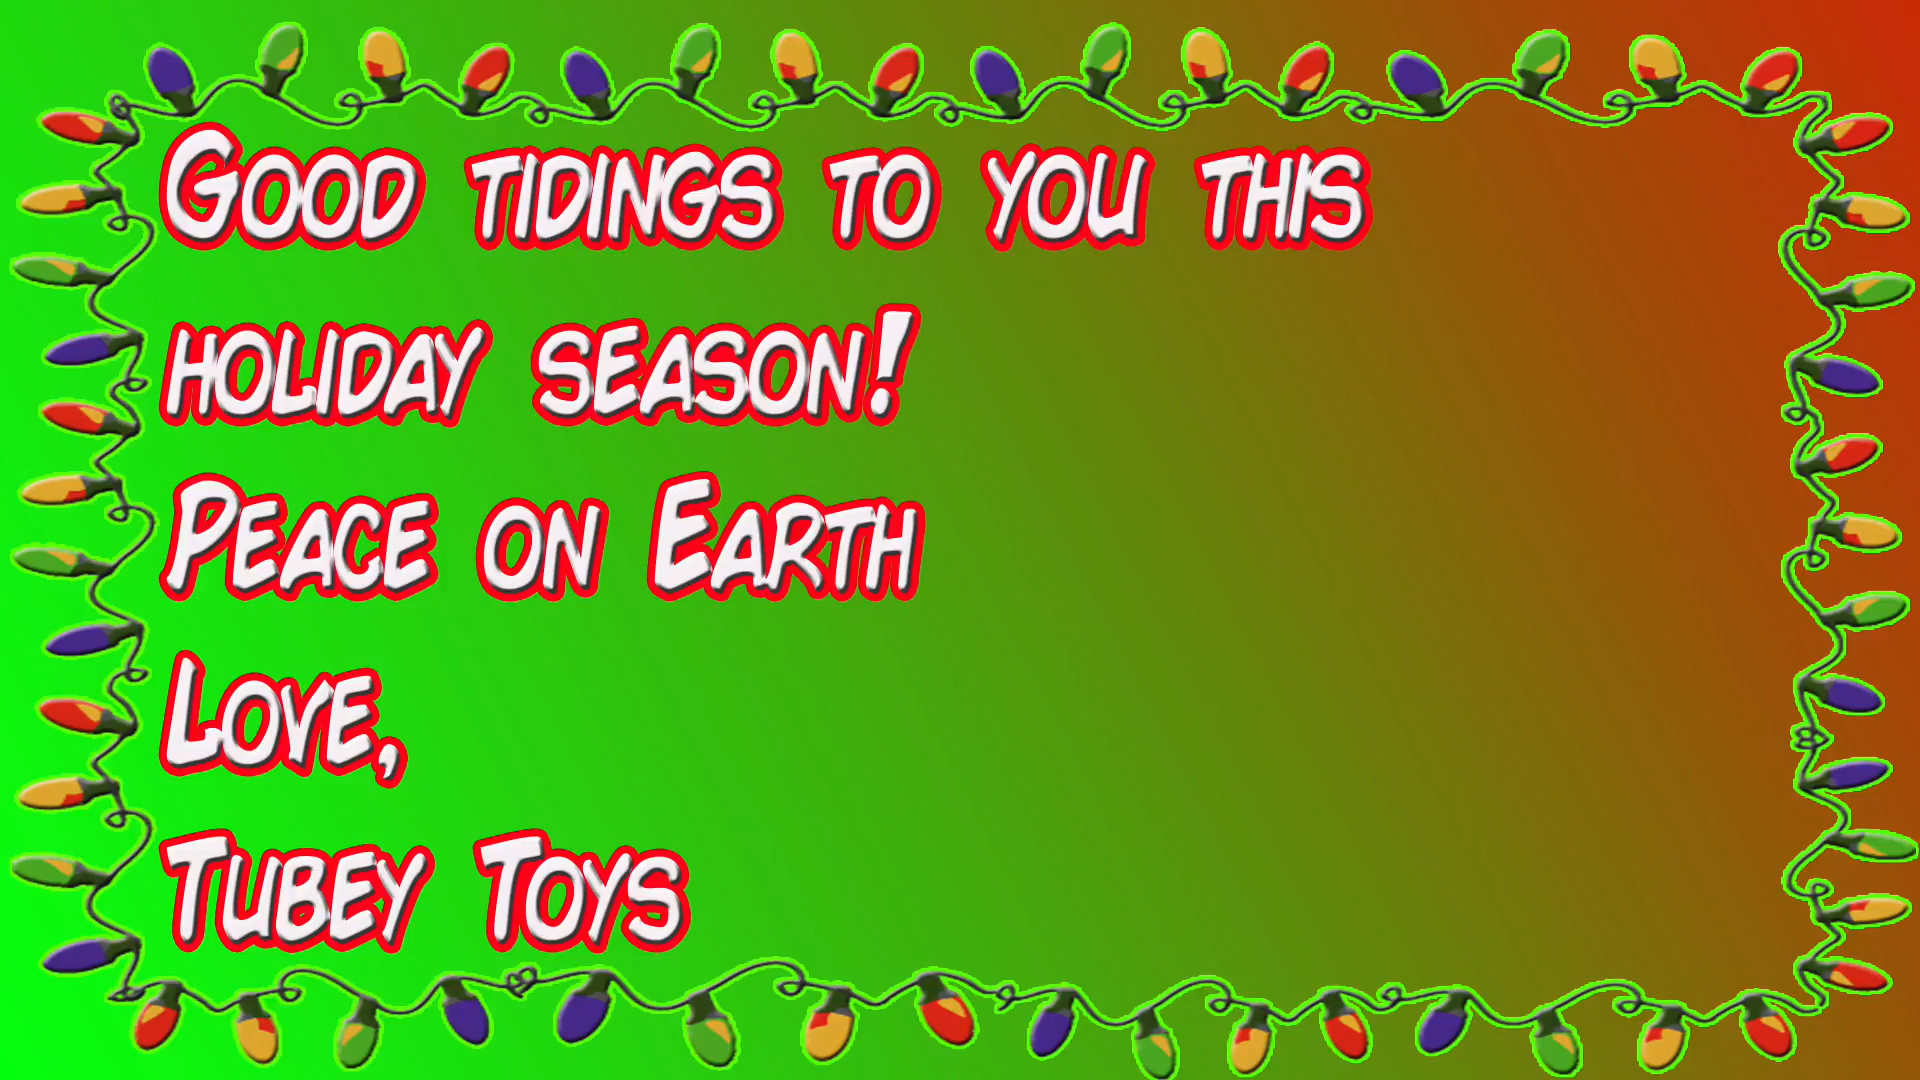 Good tidings to you this
holiday season!
Peace on Earth
Love,
Tubey Toys